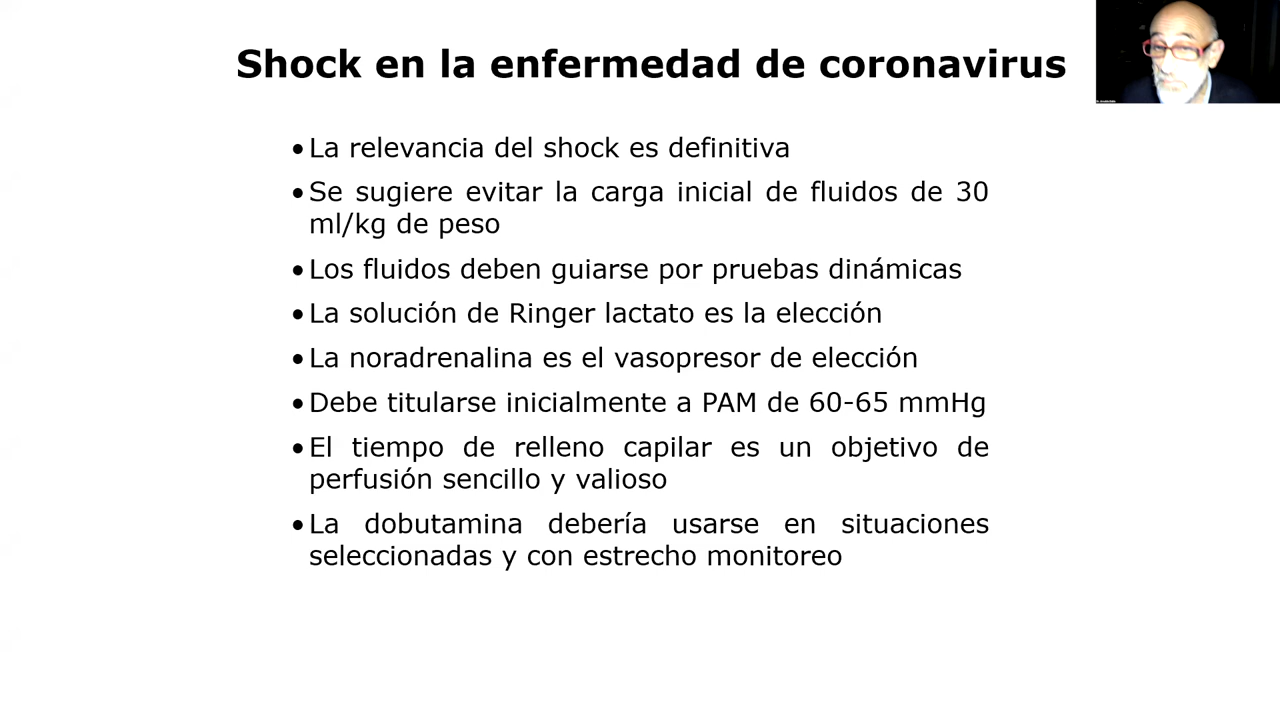 Shock en la enfermedad de coronavirus
• La relevancia del shock es definitiva
• Se sugiere evitar la carga inicial de fluidos de 30
ml/kg de peso
• Los fluidos deben guiarse por pruebas dinámicas
• La solución de Ringer lactato es la elección
• La noradrenalina es el vasopresor de elección
• Debe titularse inicialmente a PAM de 60-65 mmHg
• El tiempo de relleno capilar es un objetivo de
perfusión sencillo y valioso
• La dobutamina debería usarse en situaciones
seleccionadas y con estrecho monitoreo